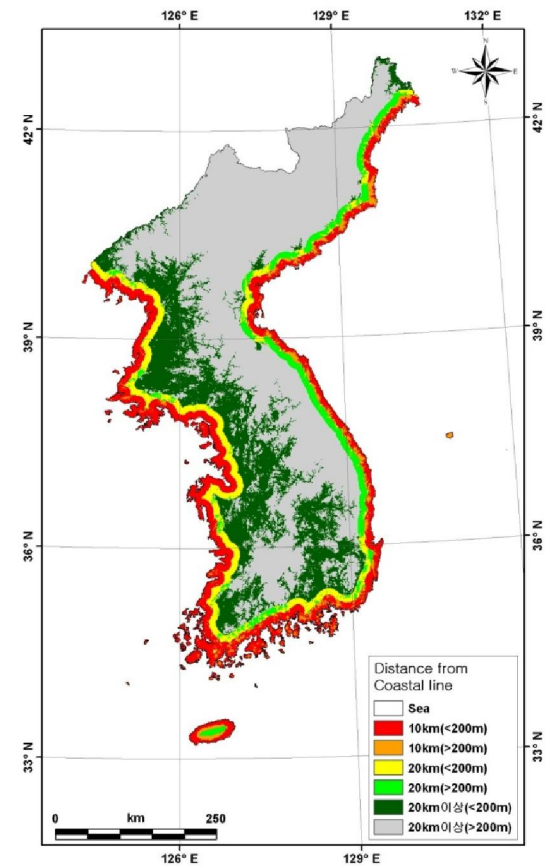 126° E 129° E 132° E
N
W E
S
42° N 42° N
39° N 39° N
36° N 36° N
33° N 33° N
Distance from
Coastal line
Sea
10km(<200m)
10km(>200m)
20km(<200m)
20km(>200m)
20km이상(<200m)
20km이상(>200m)
0 km 250
126° E 129° E